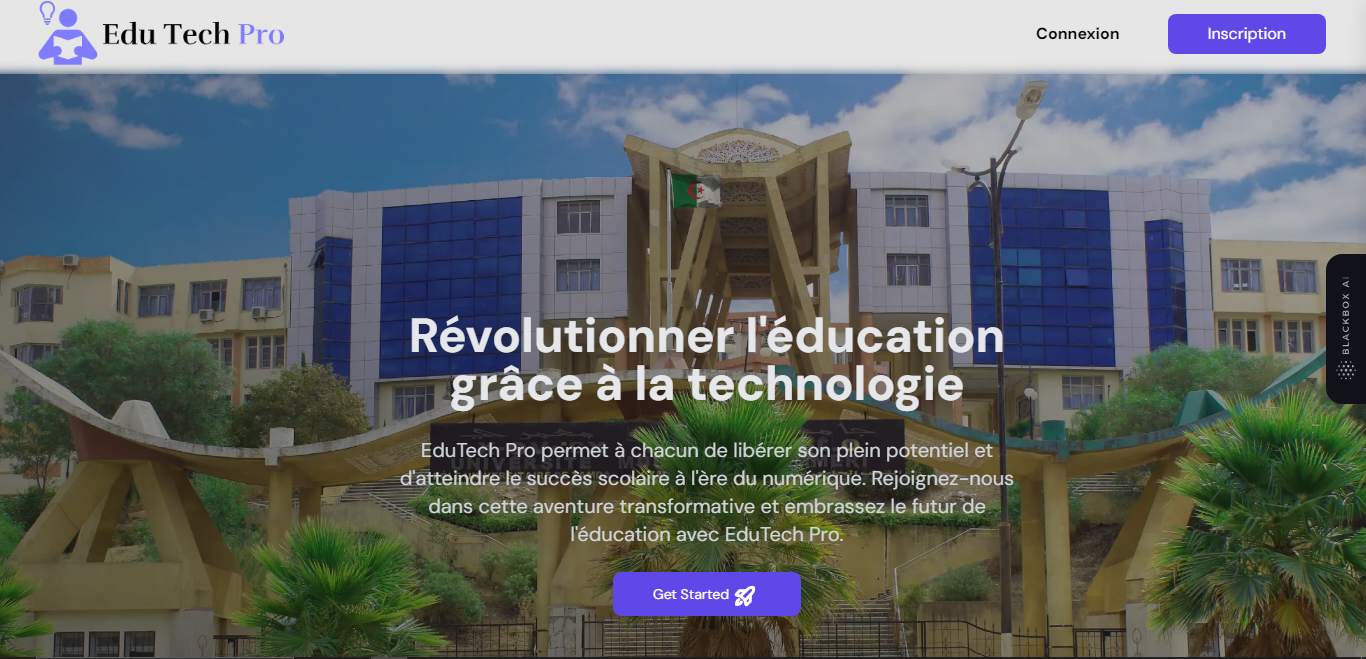 Edu Tech Pro
Connexion
Inscription
BLACKBOX AI
Révolutionner l'éducation
grâce à la technologie
EduTech Pro permet à chacun de libérer son plein potentiel et
d'atteindre le succès scolaire à l'ère du numérique. Rejoignez-nous
dans cette aventure transformative et embrassez le futur de
l'éducation avec EduTech Pro.
UNIVERSITÉ
Get Started